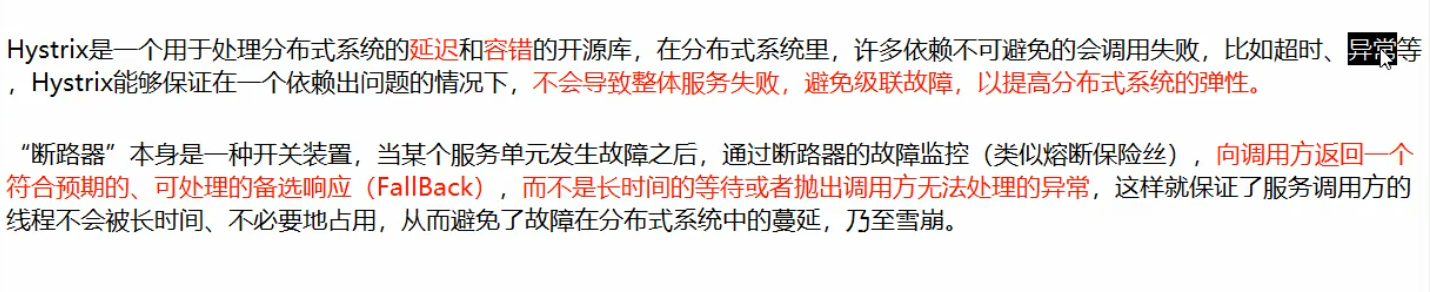 Hystrix是一个用于处理分布式系统的延迟和容错的开源库，在分布式系统里，许多依赖不可避免的会调用失败，比如超时、异常等
，Hystrix能够保证在一个依赖出问题的情况下，不会导致整体服务失败，避免级联故障，以提高分布式系统的弹性。
“断路器”本身是一种开关装置，当某个服务单元发生故障之后，通过断路器的故障监控（类似熔断保险丝），向调用方返回一个
符合预期的、可处理的备选响应（FallBack），而不是长时间的等待或者抛出调用方无法处理的异常，这样就保证了服务调用方的
线程不会被长时间、不必要地占用，从而避免了故障在分布式系统中的蔓延，乃至雪崩。